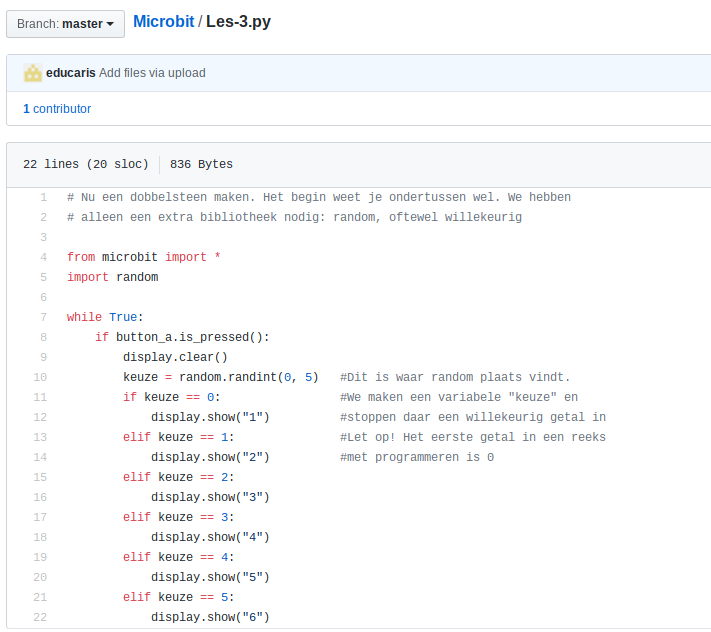 Branch: master
Microbit / Les-3.py
educaris Add files via upload
1 contributor
22 lines (20 sloc) 836 Bytes
1 # Nu een dobbelsteen maken. Het begin weet je ondertussen wel. We hebben
2 # alleen een extra bibliotheek nodig: random, oftewel willekeurig
3
4 from microbit import *
5 import random
6
7 while True:
8     if button_a.is_pressed():
9         display.clear()
10         keuze = random.randint(0, 5)   #Dit is waar random plaats vindt.
11         if keuze == 0:                 #We maken een variabele "keuze" en
12             display.show("1")          #stoppen daar een willekeurig getal in
13         elif keuze == 1:               #Let op! Het eerste getal in een reeks
14             display.show("2")          #met programmeren is 0
15         elif keuze == 2:
16             display.show("3")
17         elif keuze == 3:
18             display.show("4")
19         elif keuze == 4:
20             display.show("5")
21         elif keuze == 5:
22             display.show("6")